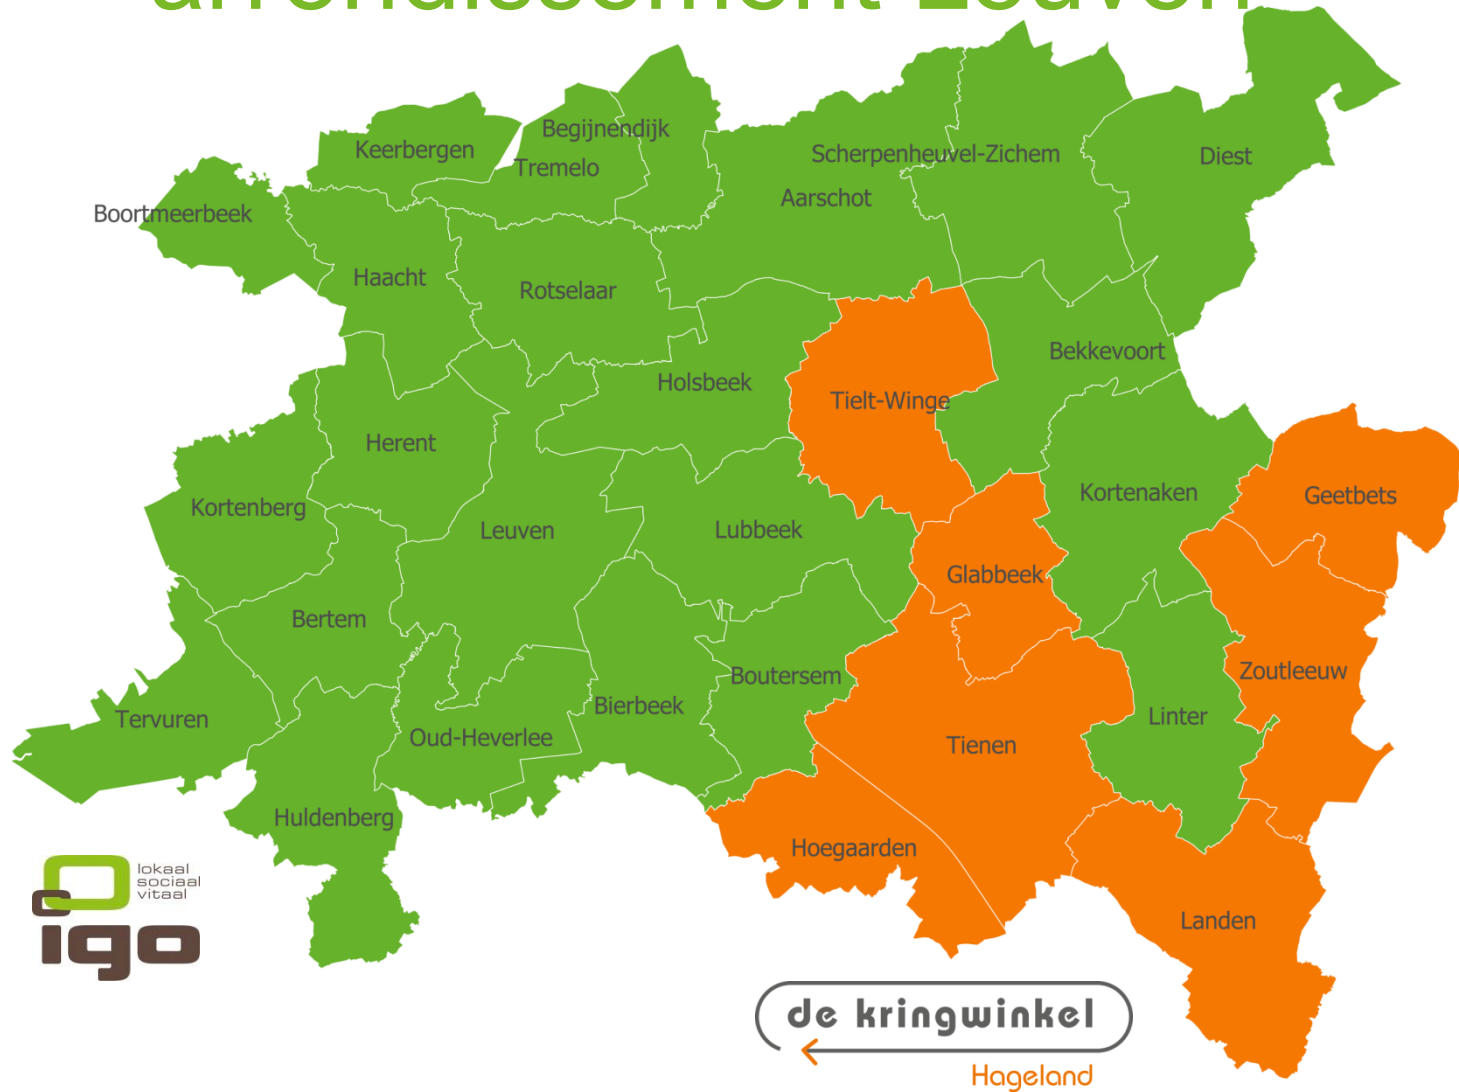 arrondissement Leuven
Begijnendijk
Keerbergen
Scherpenheuvel-Zichem
Diest
Tremelo
Aarschot
Boortmeerbeek
Haacht
Rotselaar
Bekkevoort
Holsbeek
Tielt-Winge
Herent
Kortenaken
Geetbets
Kortenberg
Leuven
Lubbeek
Glabbeek
Bertem
Zoutleeuw
Boutersem
Bierbeek
Linter
Tervuren
Oud-Heverlee
Tienen
Huldenberg
Hoegaarden
Landen
lokaal
sociaal
vitaal
igo
de kringwinkel
Hageland